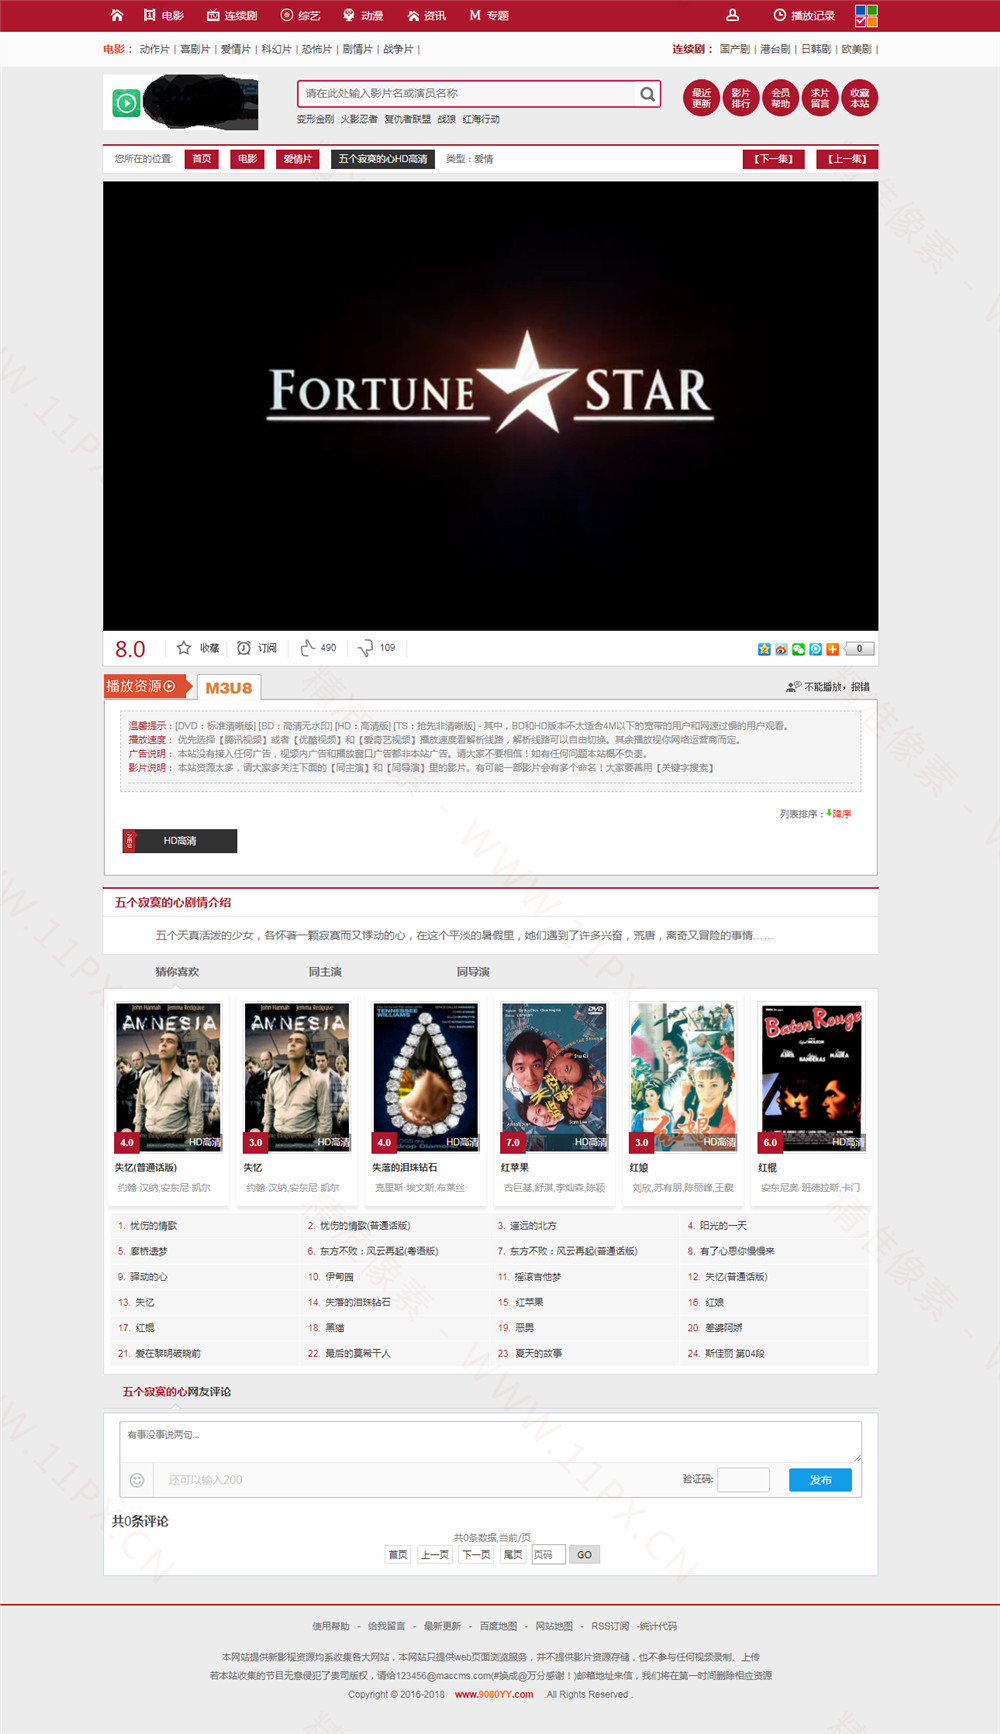 电影 连续剧 综艺 动漫 资讯 M 专题 播放记录
电影： 动作片 | 喜剧片 | 爱情片 | 科幻片 | 恐怖片 | 剧情片 | 战争片 | 连续剧： 国产剧 | 港台剧 | 日韩剧 | 欧美剧 |
请在此处输入影片名或演员名称
最近更新 影片排行 会员帮助 求片留言 收藏本站
变形金刚 火影忍者 复仇者联盟 战狼 红海行动
您所在的位置: 首页 电影 爱情片 五个寂寞的心HD高清 类型：爱情 【下一集】 【上一集】
FORTUNE STAR
8.0 收藏 订阅 490 109 0
播放资源 M3U8 不能播放，报错
温馨提示：[DVD：标准清晰版] [BD：高清无水印] [HD：高清版] [TS：抢先非清晰版] - 其中，BD和HD版本不太适合4M以下的宽带的用户和网速过慢的用户观看。
播放速度： 优先选择【腾讯视频】或者【优酷视频】和【爱奇艺视频】播放速度看解析线路，解析线路可以自由切换。其余播放视你网络运营商而定。
广告说明： 本站没有接入任何广告，视频内广告和播放窗口广告都非本站广告。请大家不要相信！如有任何问题本站概不负责。
影片说明： 本站资源太多，请大家多关注下面的【同主演】和【同导演】里的影片。有可能一部影片会有多个命名！大家要善用【关键字搜索】
列表排序：降序
NEW HD高清
五个寂寞的心剧情介绍
五个天真活泼的少女，各怀著一颗寂寞而又悸动的心，在这个平淡的暑假里，她们遇到了许多兴奋，荒唐，离奇又冒险的事情……
猜你喜欢 同主演 同导演
John Hannah Jemma Redgrave John Hannah Jemma Redgrave TENNESSEE WILLIAMS DVD
AMNESIA AMNESIA 红娘 Baton Rouge
4.0 HD高清 3.0 HD高清 4.0 HD高清 7.0 HD高清 3.0 HD高清 6.0 HD高清
失忆(普通话版) 失忆 失落的泪珠钻石 红苹果 红娘 红棍
约翰·汉纳,安东尼·凯尔 约翰·汉纳,安东尼·凯尔 克里斯·埃文斯,布莱丝· 古巨基,舒淇,李灿森,陈颖 刘欣,苏有朋,陈丽峰,王馥 安东尼奥·班德拉斯,卡门
1. 忧伤的情歌 2. 忧伤的情歌(普通话版) 3. 遥远的北方 4. 阳光的一天
5. 廊桥遗梦 6. 东方不败：风云再起(粤语版) 7. 东方不败：风云再起(普通话版) 8. 有了心思你慢慢来
9. 驿动的心 10. 伊甸园 11. 摇滚吉他梦 12. 失忆(普通话版)
13. 失忆 14. 失落的泪珠钻石 15. 红苹果 16. 红娘
17. 红棍 18. 黑猫 19. 恶男 20. 差婆阿娇
21. 爱在黎明破晓前 22. 最后的莫希干人 23. 夏天的故事 24. 斯佳丽 第04段
五个寂寞的心网友评论
有事没事说两句...
还可以输入200 验证码: 发布
共0条评论
共0条数据,当前/页
首页 上一页 下一页 尾页 页码 GO
使用帮助 - 给我留言 - 最新更新 - 百度地图 - 网站地图 - RSS订阅 -统计代码
本网站提供新影视资源均系收集各大网站，本网站只提供web页面浏览服务，并不提供影片资源存储，也不参与任何视频录制、上传
若本站收集的节目无意侵犯了贵司版权，请给123456@maccms.com(#换成@万分感谢！)邮箱地址来信，我们将在第一时间删除相应资源
Copyright © 2016-2018 www.9080YY.com .All Rights Reserved .
精准像素 - WWW.11PX.CN